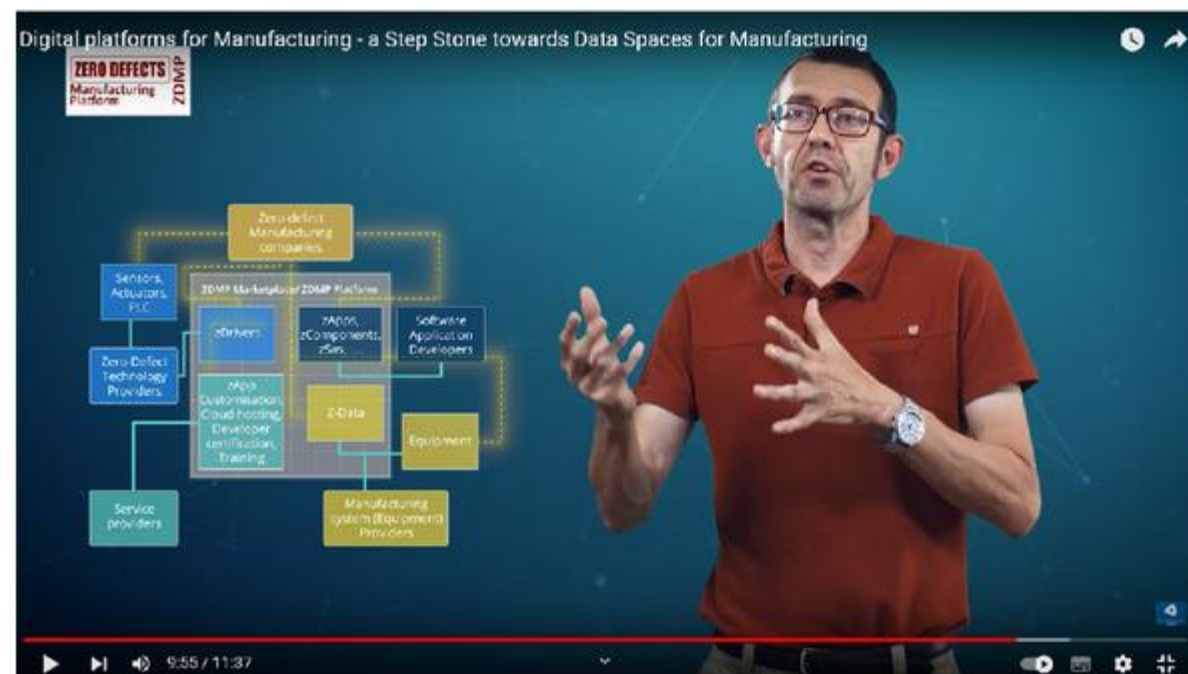 Digital platforms for Manufacturing - a Step Stone towards Data Spaces for Manufacturing
ZERO DEFECTS
Manufacturing
Platform
ZDMP
Zero-defect
Manufacturing
companies
Sensors,
Actuators,
PLC
ZDMP Marketplace/ZDMP Platform
zDrivers
zApps,
zComponents,
Software
Application
Developers
Zero-Defect
Technology
Providers
zApp
Customisation,
Cloud hosting,
Developer
certification,
Training
Z-Data
Equipment
Service
providers
Manufacturing
system (Equipment)
Providers
9:55 / 11:37